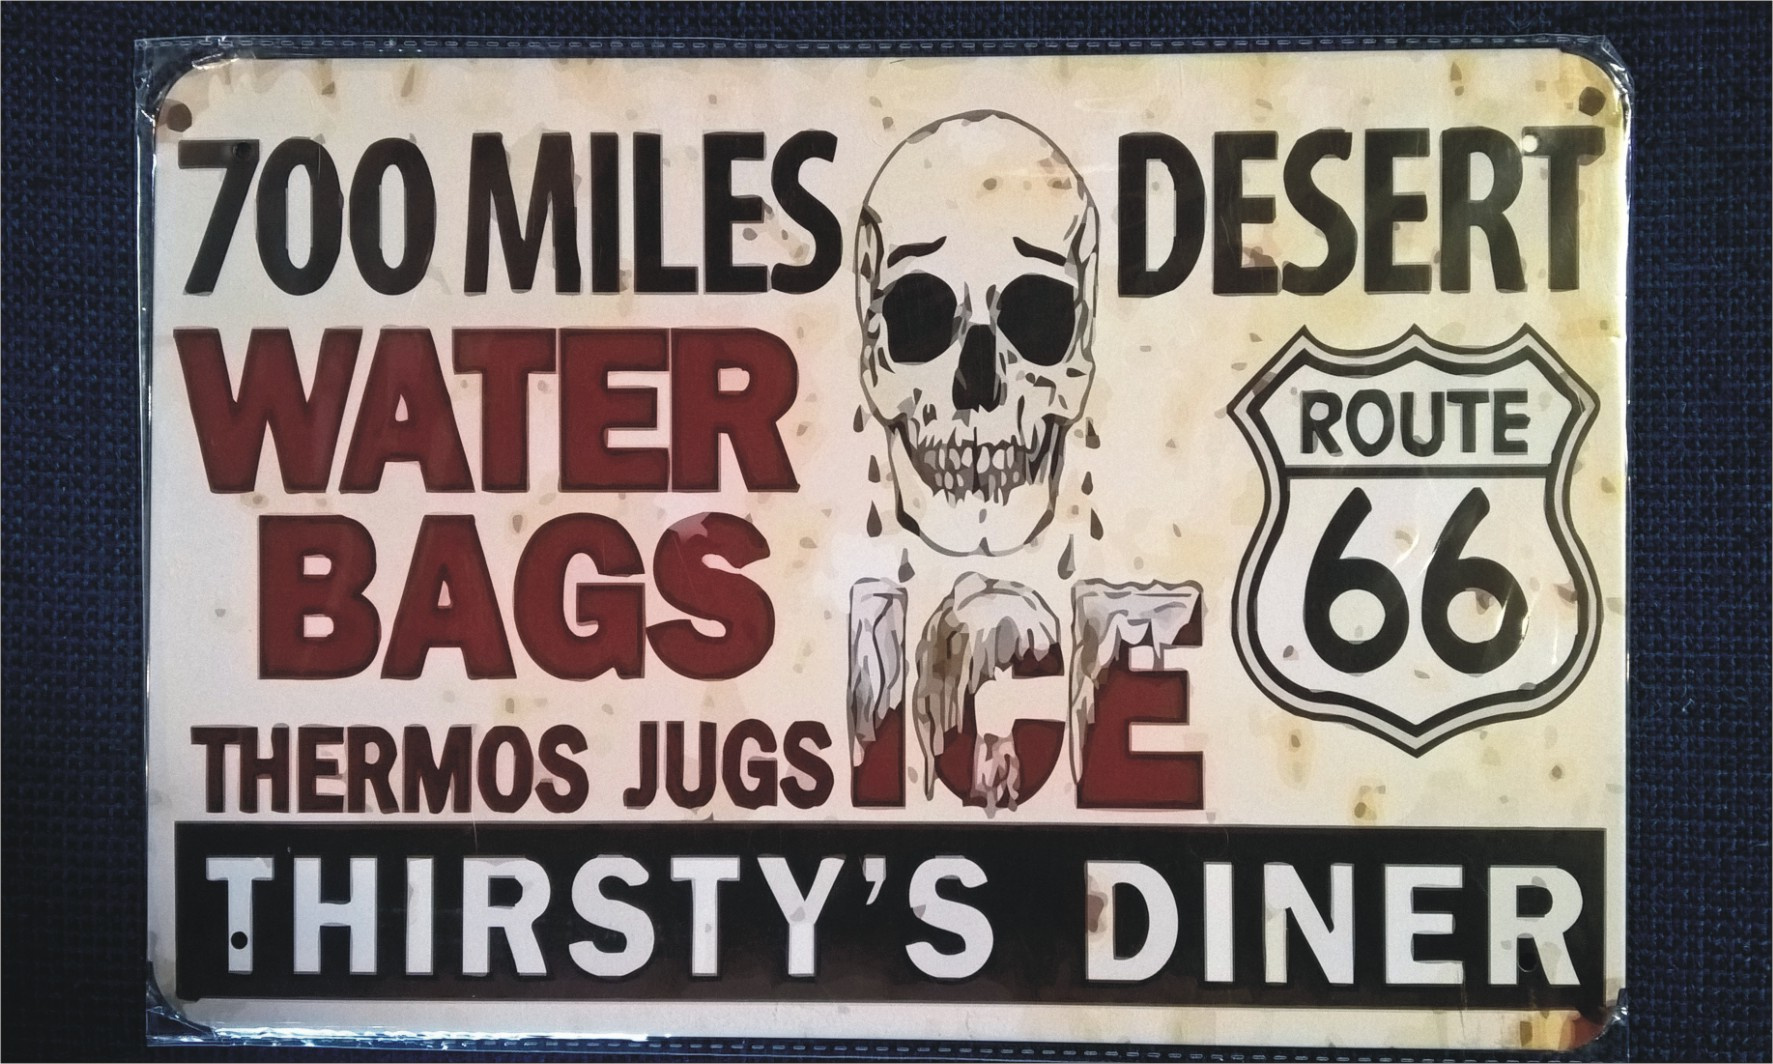 700 MILES DESERT
WATER
BAGS
THERMOS JUGS
ICE
ROUTE
66
THIRSTY'S DINER